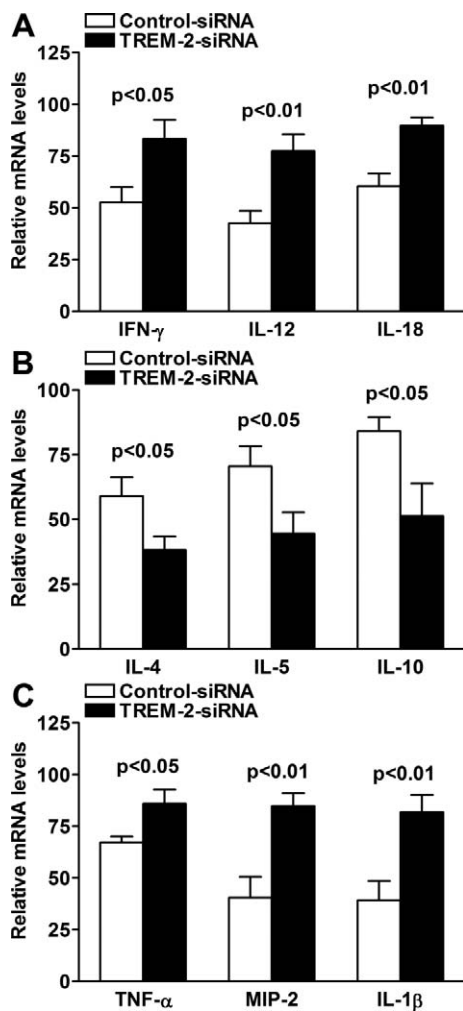 A
Control-siRNA
TREM-2-siRNA
Relative mRNA levels
125
100
75
50
25
0
p<0.05
p<0.01
p<0.01
IFN-γ
IL-12
IL-18
B
Control-siRNA
TREM-2-siRNA
Relative mRNA levels
100
75
50
25
0
p<0.05
p<0.05
p<0.05
IL-4
IL-5
IL-10
C
Control-siRNA
TREM-2-siRNA
Relative mRNA levels
125
100
75
50
25
0
p<0.05
p<0.01
p<0.01
TNF-α
MIP-2
IL-1β